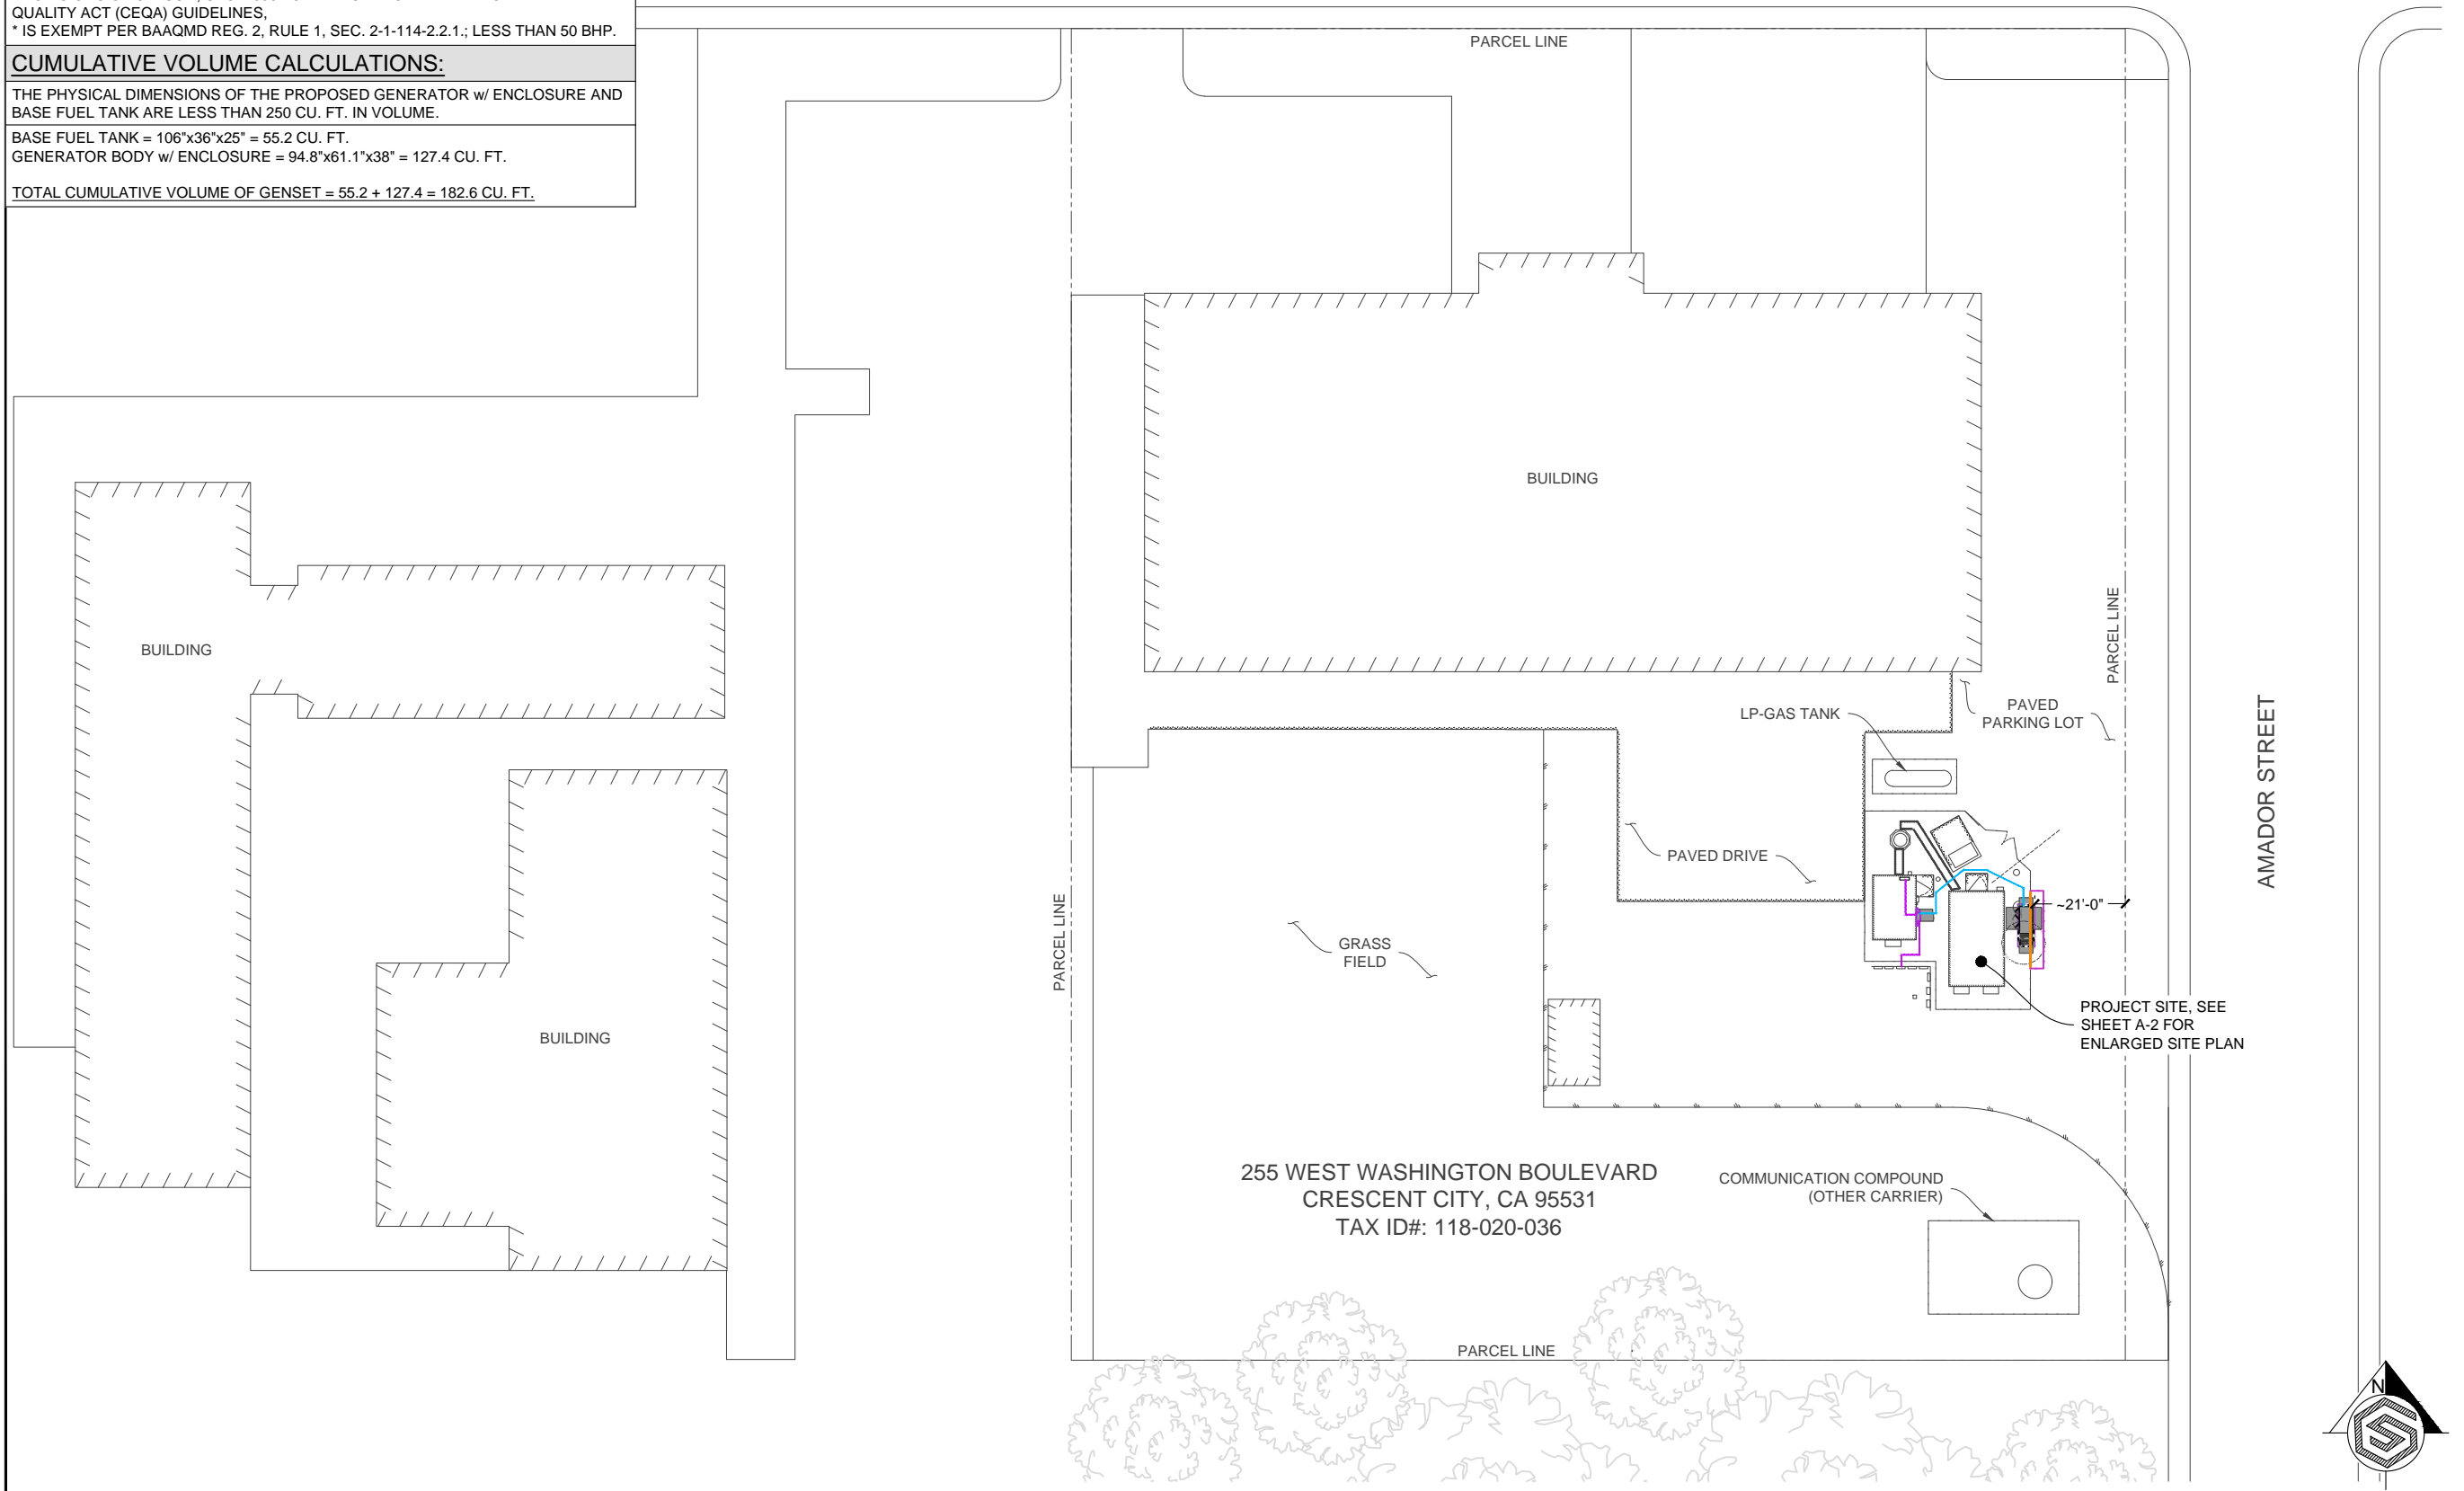 QUALITY ACT (CEQA) GUIDELINES,
* IS EXEMPT PER BAAQMD REG. 2, RULE 1, SEC. 2-1-114-2.2.1.; LESS THAN 50 BHP.
CUMULATIVE VOLUME CALCULATIONS:
THE PHYSICAL DIMENSIONS OF THE PROPOSED GENERATOR w/ ENCLOSURE AND
BASE FUEL TANK ARE LESS THAN 250 CU. FT. IN VOLUME.
BASE FUEL TANK = 106"x36"x25" = 55.2 CU. FT.
GENERATOR BODY w/ ENCLOSURE = 94.8"x61.1"x38" = 127.4 CU. FT.
TOTAL CUMULATIVE VOLUME OF GENSET = 55.2 + 127.4 = 182.6 CU. FT.
PARCEL LINE
BUILDING
BUILDING
PARCEL LINE
LP-GAS TANK
PAVED
PARKING LOT
AMADOR STREET
PAVED DRIVE
~21'-0"
PARCEL LINE
GRASS
FIELD
BUILDING
PROJECT SITE, SEE
SHEET A-2 FOR
ENLARGED SITE PLAN
255 WEST WASHINGTON BOULEVARD
CRESCENT CITY, CA 95531
TAX ID#: 118-020-036
COMMUNICATION COMPOUND
(OTHER CARRIER)
PARCEL LINE
N